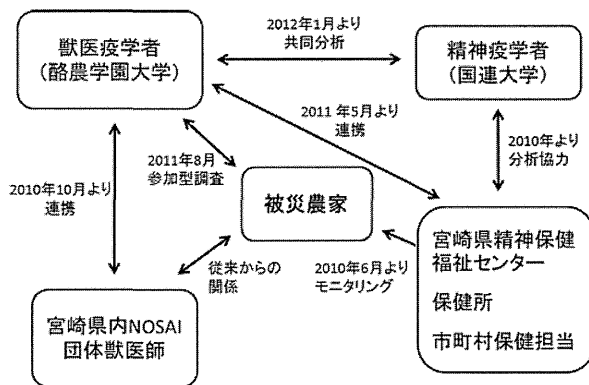 2012年1月より
共同分析
獣医疫学者
(酪農学園大学)
精神疫学者
(国連大学)
2011 年5月より
連携
2010年より
分析協力
2011年8月
参加型調査
2010年10月より
連携
被災農家
宮崎県精神保健
福祉センター
保健所
市町村保健担当
従来からの
関係
2010年6月より
モニタリング
宮崎県内NOSAI
団体獣医師